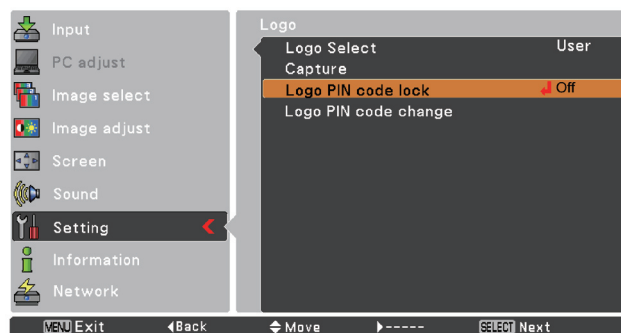 Input
PC adjust
Image select
Image adjust
Screen
Sound
Setting
Information
Network
Logo
Logo Select User
Capture
Logo PIN code lock Off
Logo PIN code change
MENU Exit ◀Back ◆Move ▶----- SELECT Next